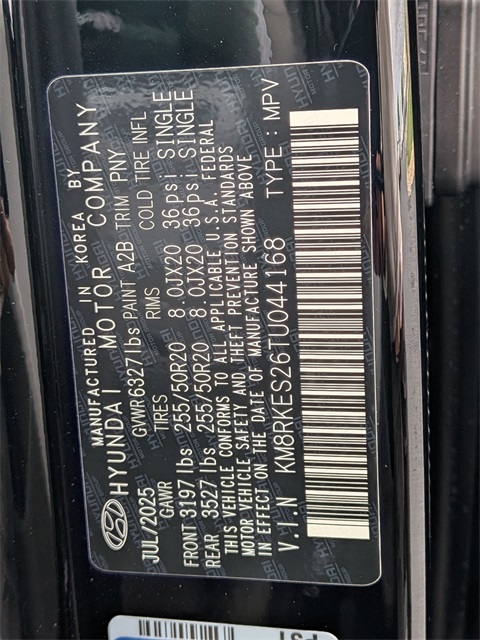 MANUFACTURED IN KOREA BY
HYUNDAI MOTOR COMPANY
JUL/2025 GVWR6327lbs PAINT A2B TRIM PNY
GAWR TIRES RIMS COLD TIRE INFL
FRONT 3197 lbs 255/50R20 8.0JX20 36psi SINGLE
REAR 3527 lbs 255/50R20 8.0JX20 36psi SINGLE
THIS VEHICLE CONFORMS TO ALL APPLICABLE U.S.A. FEDERAL
MOTOR VEHICLE SAFETY AND THEFT PREVENTION STANDARDS
IN EFFECT ON THE DATE OF MANUFACTURE SHOWN ABOVE
V.I.N KM8RKES26TU044168 TYPE : MPV